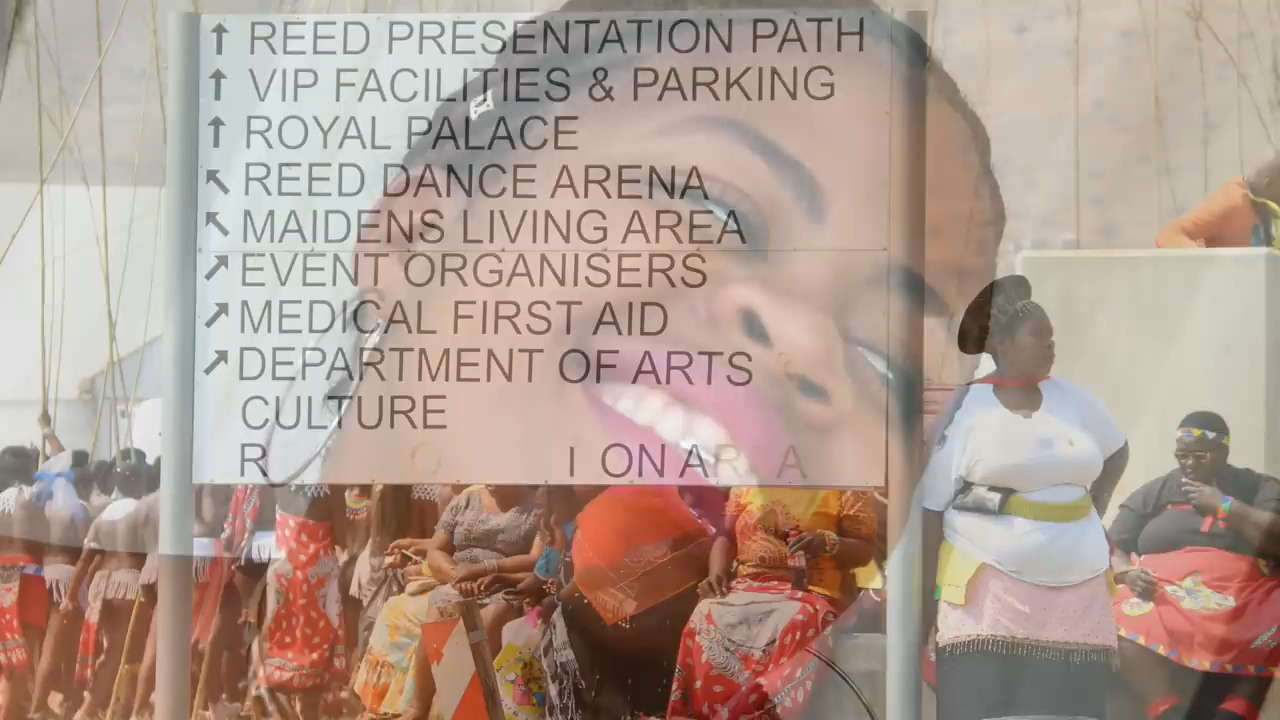 ↑ REED PRESENTATION PATH
↑ VIP FACILITIES & PARKING
↑ ROYAL PALACE
↖ REED DANCE ARENA
↖ MAIDENS LIVING AREA
↗ EVENT ORGANISERS
↗ MEDICAL FIRST AID
↗ DEPARTMENT OF ARTS
CULTURE
ON